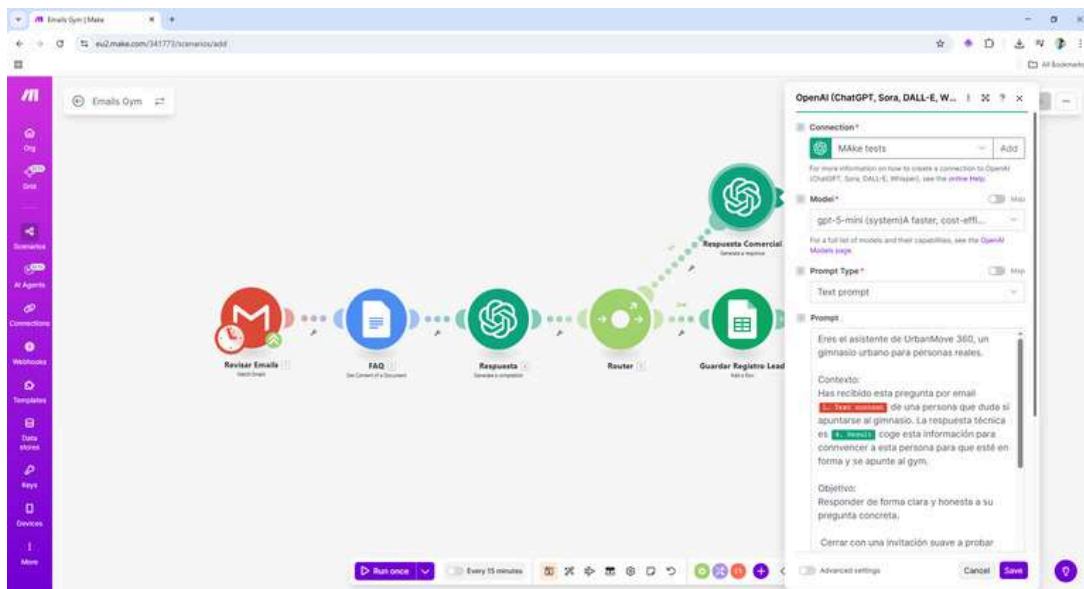 Emails Gym | Make
eu2.make.com/341773/scenarios/add
All Bookmarks
Emails Gym
Org
Grid
Scenarios
AI Agents
Connections
Webhooks
Templates
Data stores
Keys
Devices
More
Revisar Emails
Watch Emails
FAQ
Get Content of a Document
Respuesta
Generate a completion
Router
Respuesta Comercial
Generate a response
Guardar Registro Lead
Add a Row
Run once
Every 15 minutes
OpenAI (ChatGPT, Sora, DALL-E, W...
Connection*
MAke tests
Add
For more information on how to create a connection to OpenAI
(ChatGPT, Sora, DALL-E, Whisper), see the online Help.
Model*
Map
gpt-5-mini (system)A faster, cost-effi...
For a full list of models and their capabilities, see the OpenAI
Models page.
Prompt Type*
Map
Text prompt
Prompt
Eres el asistente de UrbanMove 360, un
gimnasio urbano para personas reales.
Contexto:
Has recibido esta pregunta por email
1. Text content de una persona que duda si
apuntarse al gimnasio. La respuesta técnica
es 4. Result coge esta información para
connvencer a esta persona para que esté en
forma y se apunte al gym.
Objetivo:
Responder de forma clara y honesta a su
pregunta concreta.
Cerrar con una invitación suave a probar
Advanced settings
Cancel
Save